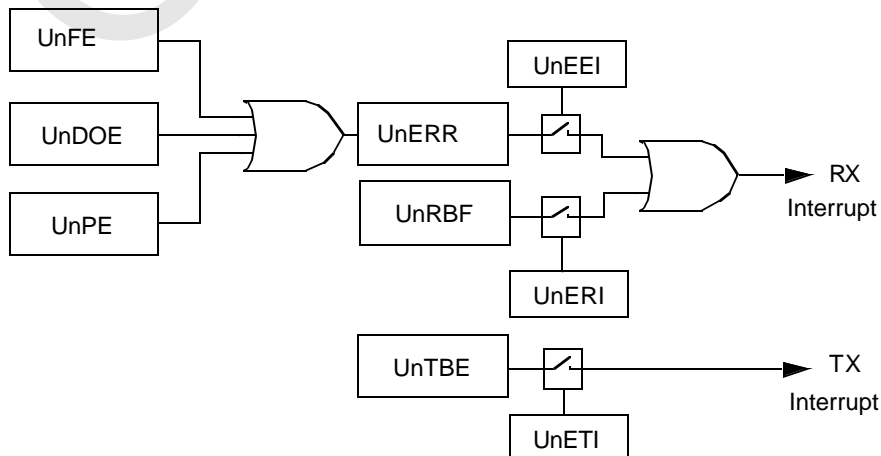 UnFE
UnEEI
UnDOE
UnERR
RX
Interrupt
UnPE
UnRBF
UnERI
UnTBE
TX
Interrupt
UnETI